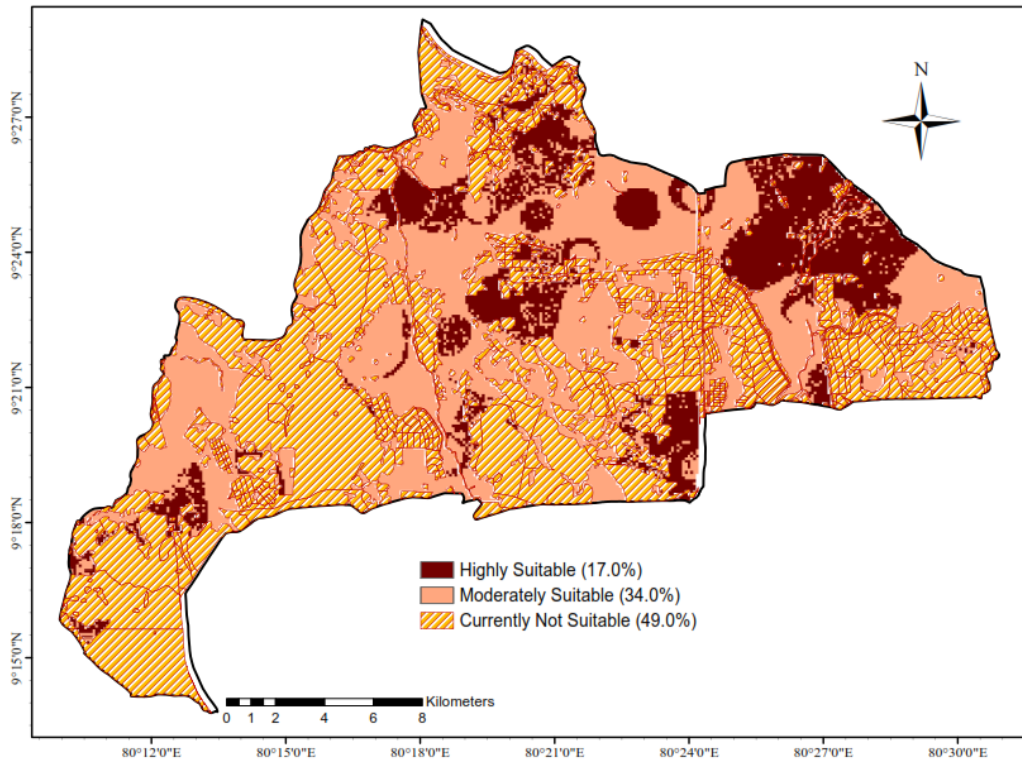 N
9°27'0"N
9°24'0"N
9°21'0"N
9°18'0"N
9°15'0"N
Highly Suitable (17.0%)
Moderately Suitable (34.0%)
Currently Not Suitable (49.0%)
Kilometers
0 1 2 4 6 8
80°12'0"E 80°15'0"E 80°18'0"E 80°21'0"E 80°24'0"E 80°27'0"E 80°30'0"E